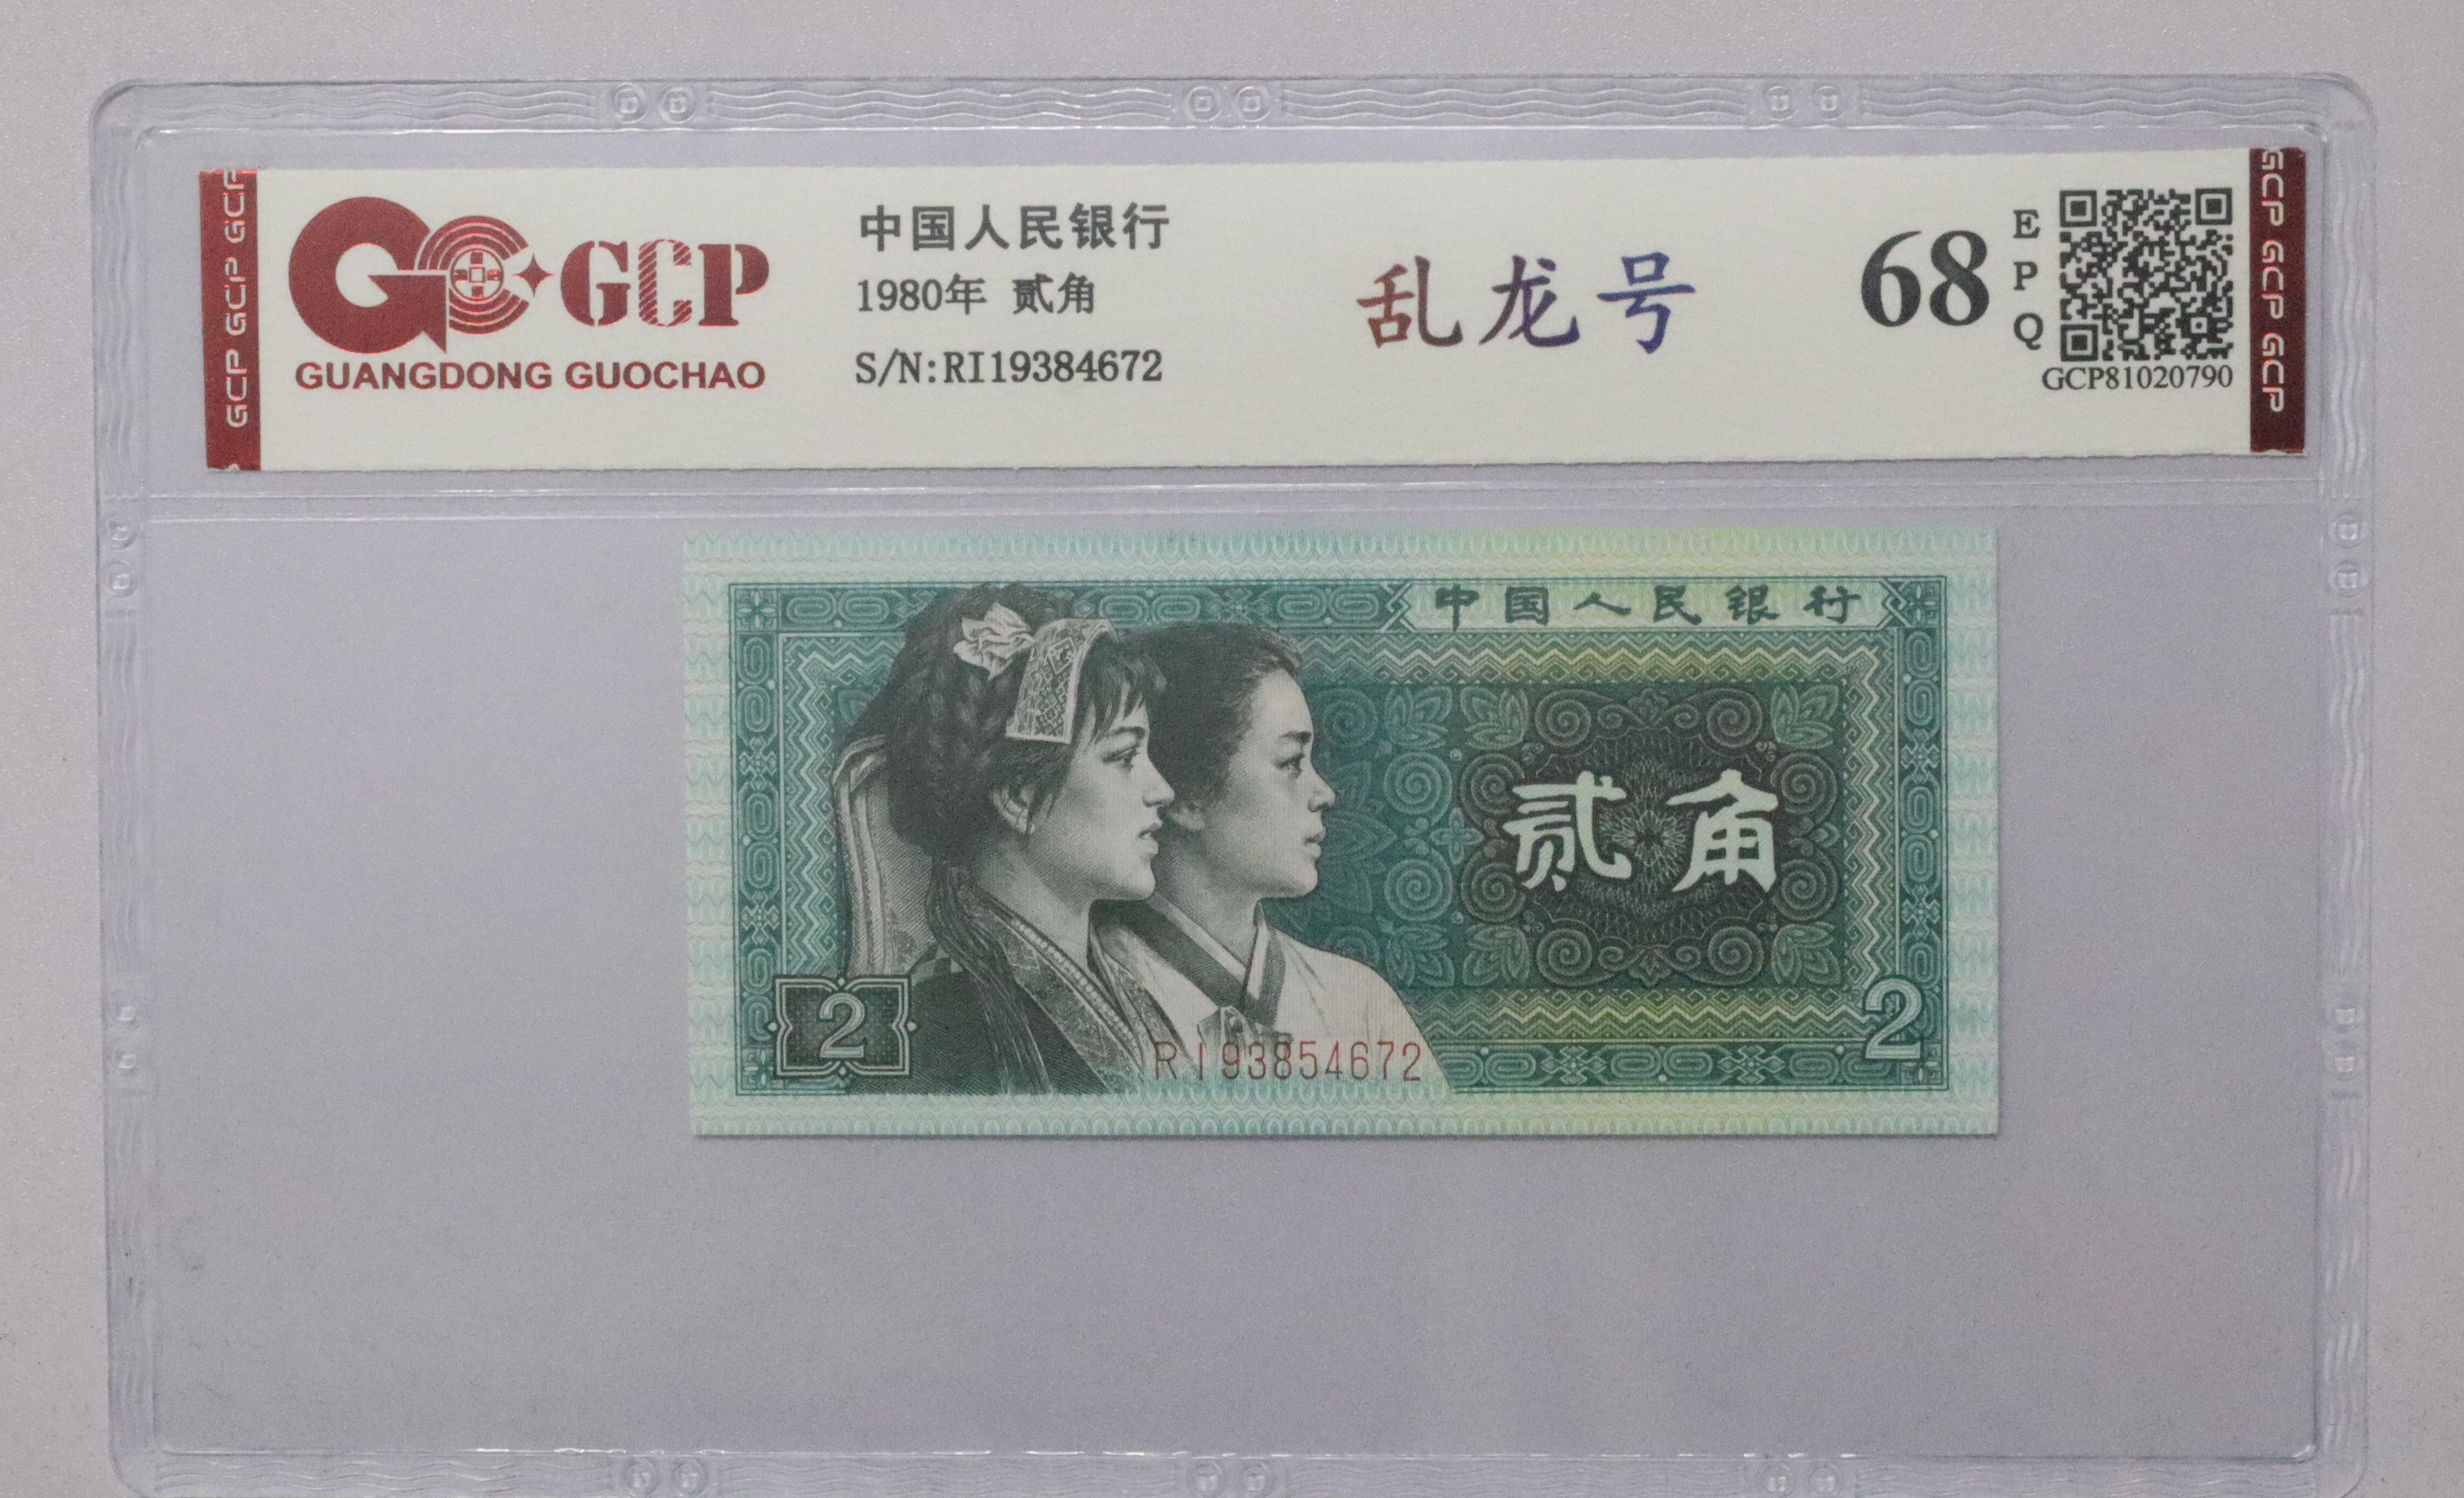 GCP GCP GCP
GCP
GUANGDONG GUOCHAO
中国人民银行
1980年 贰角
S/N:RI19384672
乱龙号
68
EPQ
GCP81020790
GCP GCP GCP
中国人民银行
贰角
2
2
RI93854672